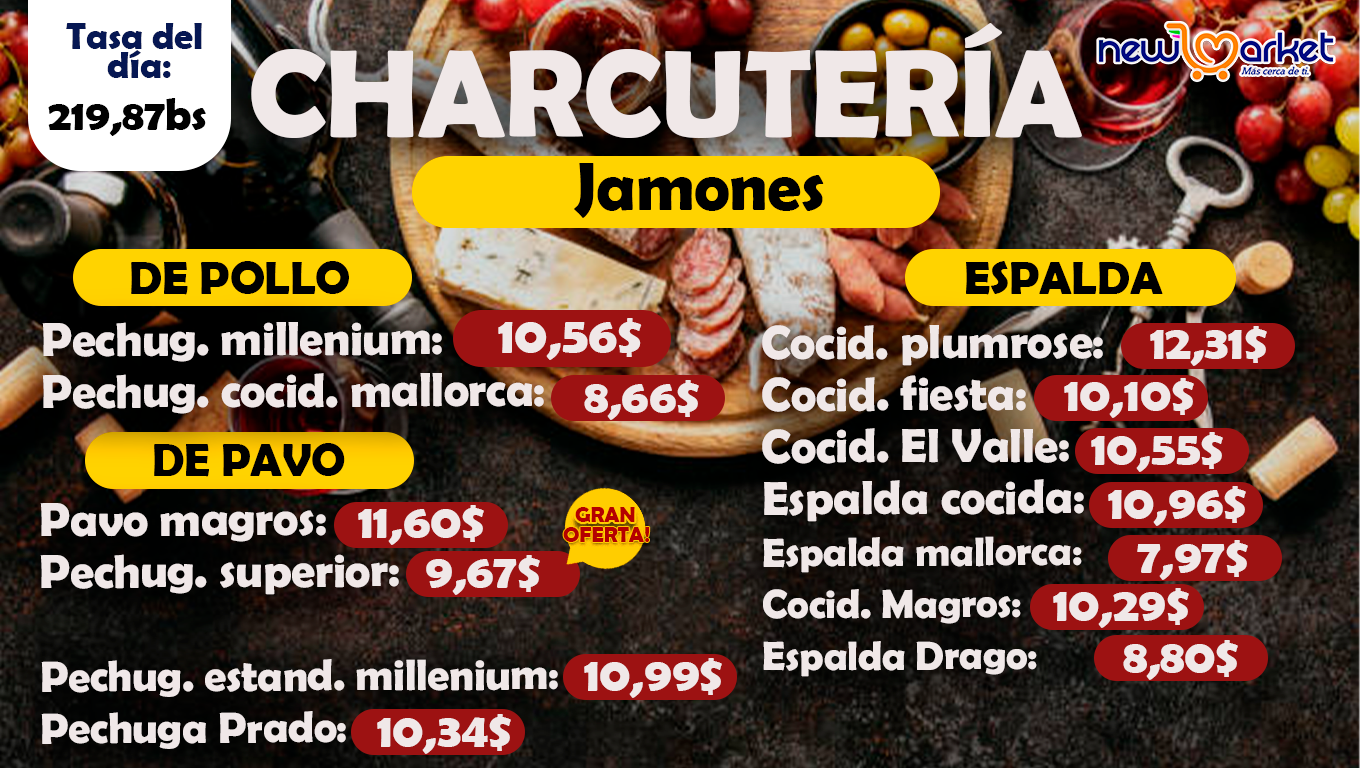 Tasa del
día:
219,87bs
CHARCUTERÍA
new market
Más cerca de ti.
Jamones
DE POLLO
Pechug. millenium: 10,56$
Pechug. cocid. mallorca: 8,66$
DE PAVO
Pavo magros: 11,60$
GRAN
OFERTA!
Pechug. superior: 9,67$
Pechug. estand. millenium: 10,99$
Pechuga Prado: 10,34$
ESPALDA
Cocid. plumrose: 12,31$
Cocid. fiesta: 10,10$
Cocid. El Valle: 10,55$
Espalda cocida: 10,96$
Espalda mallorca: 7,97$
Cocid. Magros: 10,29$
Espalda Drago: 8,80$